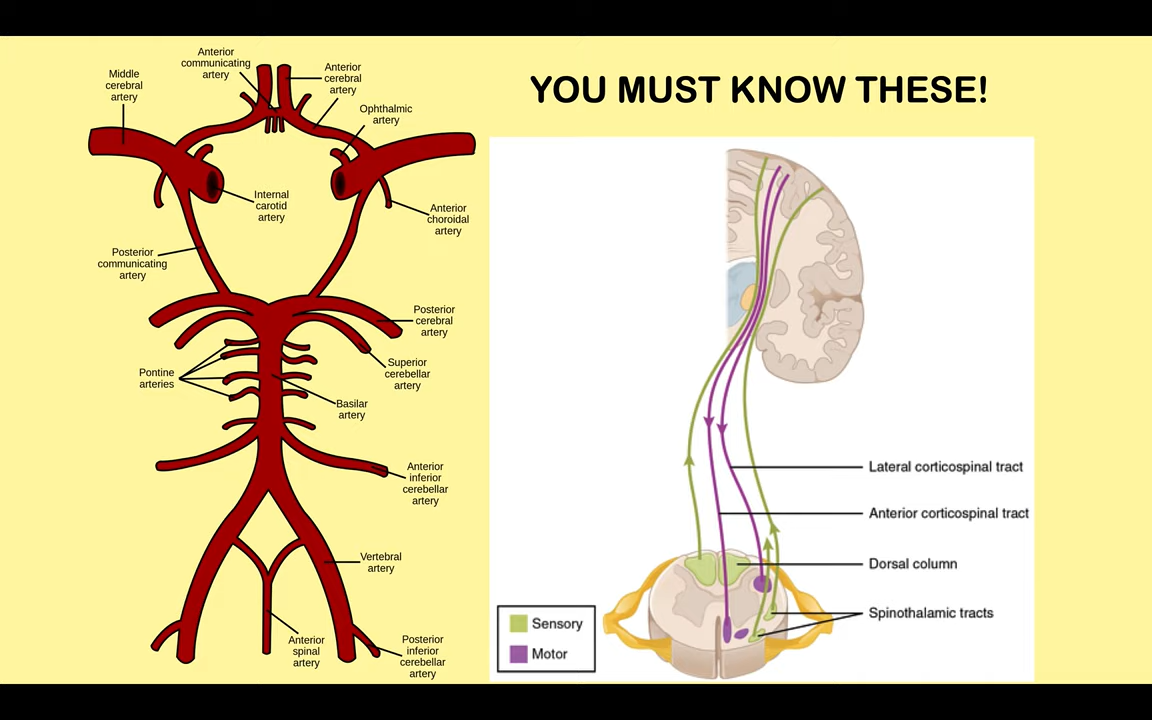 YOU MUST KNOW THESE!
Anterior
communicating
artery
Middle
cerebral
artery
Anterior
cerebral
artery
Ophthalmic
artery
Internal
carotid
artery
Anterior
choroidal
artery
Posterior
communicating
artery
Posterior
cerebral
artery
Superior
cerebellar
artery
Pontine
arteries
Basilar
artery
Anterior
inferior
cerebellar
artery
Vertebral
artery
Anterior
spinal
artery
Posterior
inferior
cerebellar
artery
Lateral corticospinal tract
Anterior corticospinal tract
Dorsal column
Spinothalamic tracts
Sensory
Motor